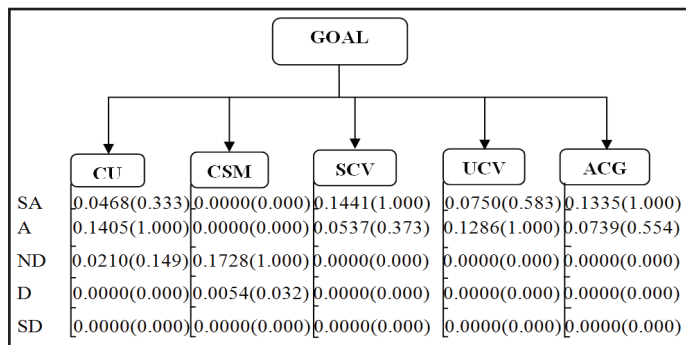 GOAL
CU CSM SCV UCV ACG
SA 0.0468(0.333) 0.0000(0.000) 0.1441(1.000) 0.0750(0.583) 0.1335(1.000)
A 0.1405(1.000) 0.0000(0.000) 0.0537(0.373) 0.1286(1.000) 0.0739(0.554)
ND 0.0210(0.149) 0.1728(1.000) 0.0000(0.000) 0.0000(0.000) 0.0000(0.000)
D 0.0000(0.000) 0.0054(0.032) 0.0000(0.000) 0.0000(0.000) 0.0000(0.000)
SD 0.0000(0.000) 0.0000(0.000) 0.0000(0.000) 0.0000(0.000) 0.0000(0.000)